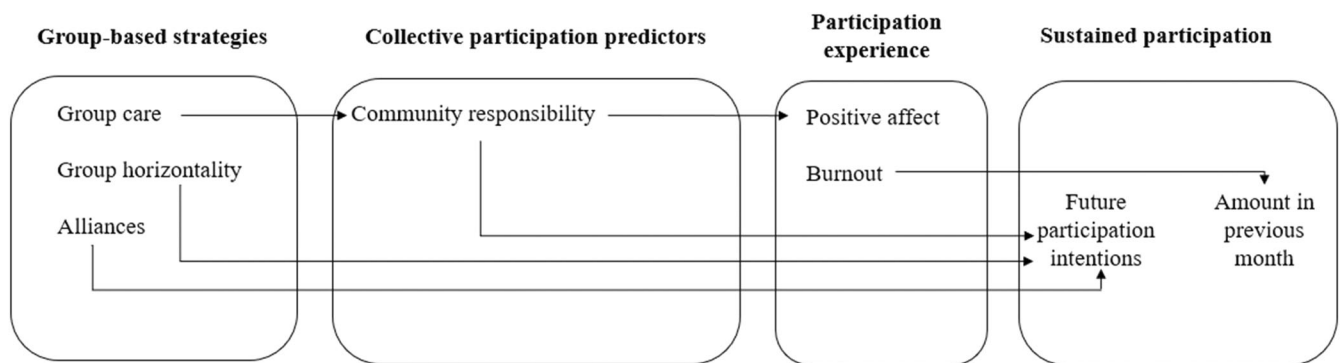 Group-based strategies
Collective participation predictors
Participation
experience
Sustained participation
Group care
Group horizontality
Alliances
Community responsibility
Positive affect
Burnout
Future
participation
intentions
Amount in
previous
month